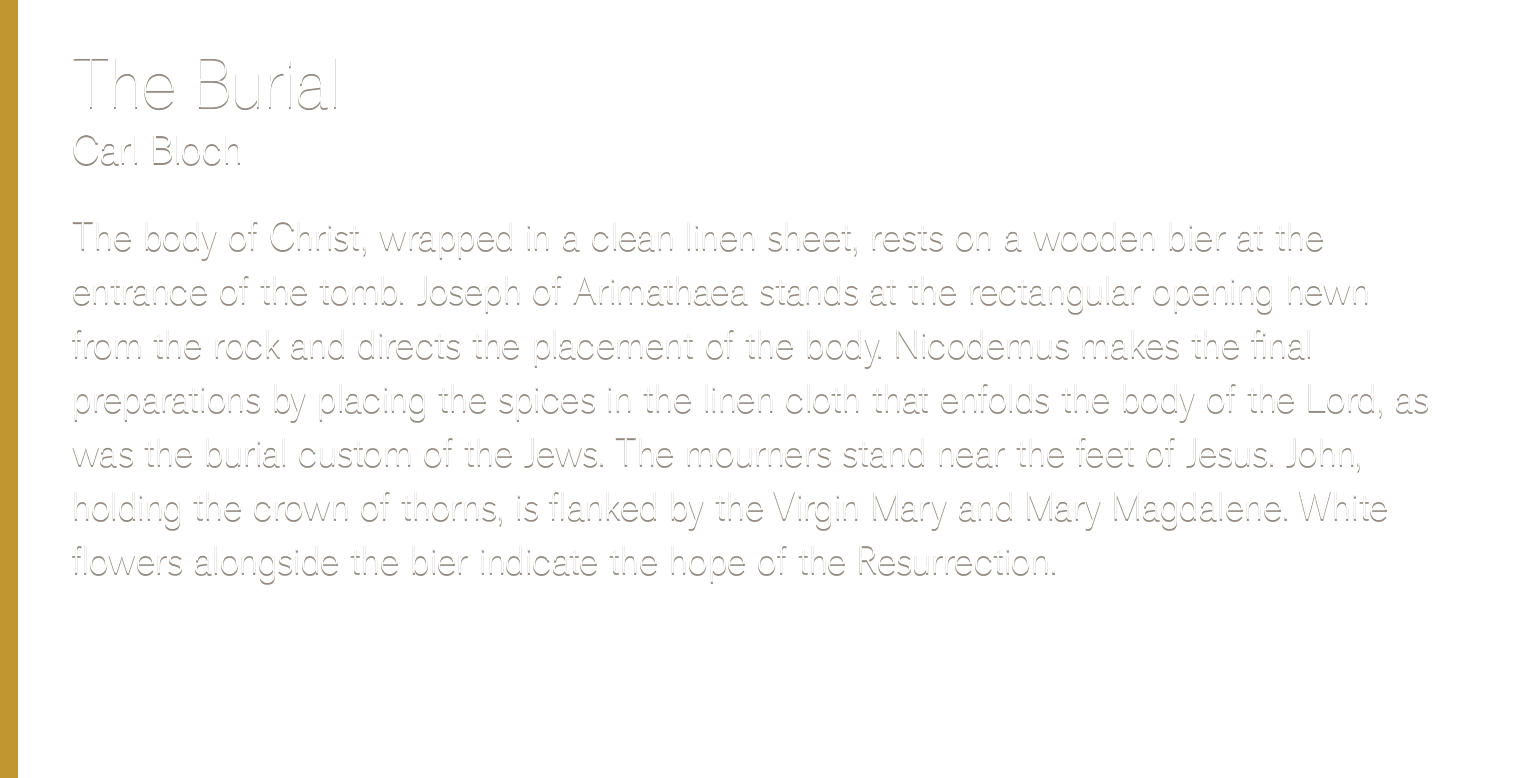 The Burial
Carl Bloch
The body of Christ, wrapped in a clean linen sheet, rests on a wooden bier at the
entrance of the tomb. Joseph of Arimathaea stands at the rectangular opening hewn
from the rock and directs the placement of the body. Nicodemus makes the final
preparations by placing the spices in the linen cloth that enfolds the body of the Lord, as
was the burial custom of the Jews. The mourners stand near the feet of Jesus. John,
holding the crown of thorns, is flanked by the Virgin Mary and Mary Magdalene. White
flowers alongside the bier indicate the hope of the Resurrection.